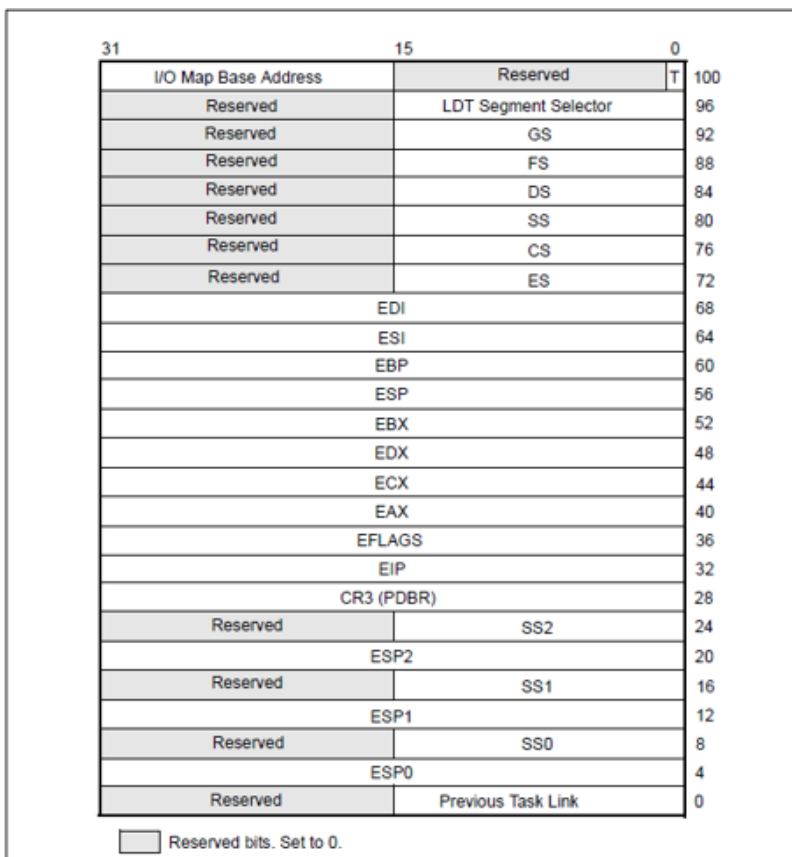 31 15 0
I/O Map Base Address Reserved T 100
Reserved LDT Segment Selector 96
Reserved GS 92
Reserved FS 88
Reserved DS 84
Reserved SS 80
Reserved CS 76
Reserved ES 72
EDI 68
ESI 64
EBP 60
ESP 56
EBX 52
EDX 48
ECX 44
EAX 40
EFLAGS 36
EIP 32
CR3 (PDBR) 28
Reserved SS2 24
ESP2 20
Reserved SS1 16
ESP1 12
Reserved SS0 8
ESP0 4
Reserved Previous Task Link 0
Reserved bits. Set to 0.